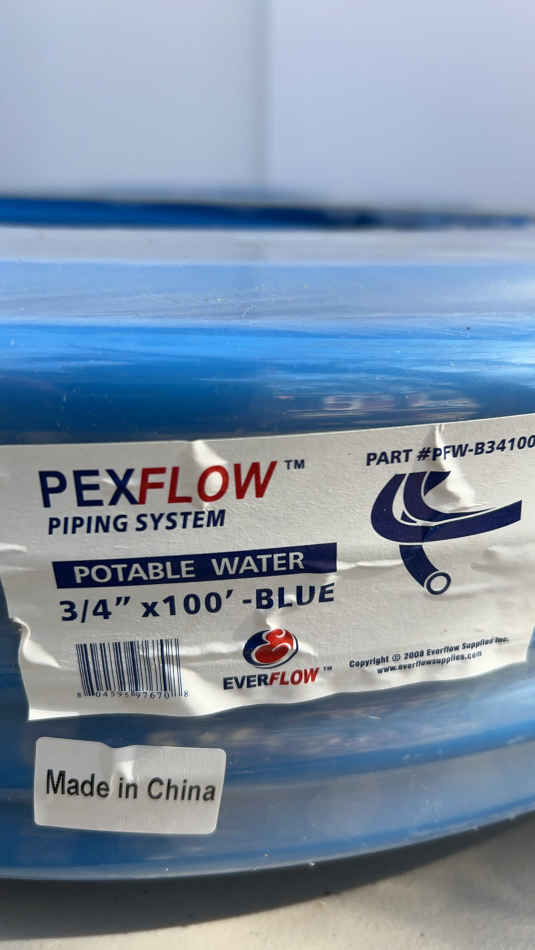 PEXFLOW™
PIPING SYSTEM
PART #PFW-B34100
POTABLE WATER
3/4” x100’ -BLUE
EVERFLOW™
Copyright © 2008 Everflow Supplies Inc.
www.everflowsupplies.com
Made in China